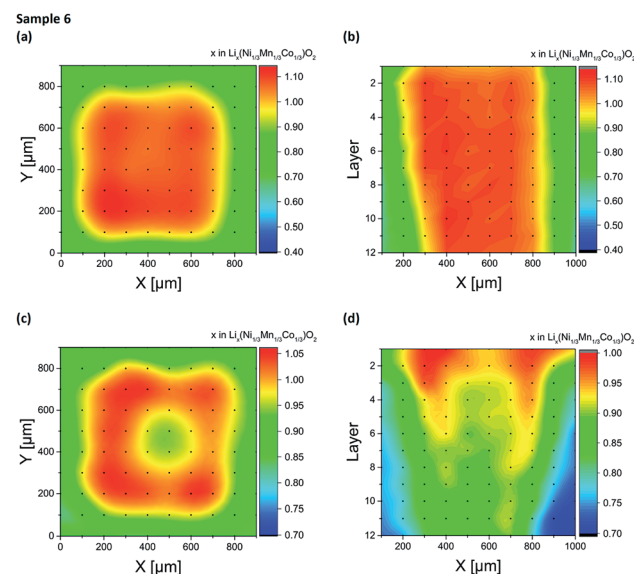 Sample 6
(a)
x in Liₓ(Ni₁/₃Mn₁/₃Co₁/₃)O₂
900
800
600
400
200
0
Y [µm]
0 200 400 600 800
X [µm]
1.10
1.00
0.90
0.80
0.70
0.60
0.50
0.40
(b)
x in Liₓ(Ni₁/₃Mn₁/₃Co₁/₃)O₂
2
4
6
8
10
12
Layer
200 400 600 800 1000
X [µm]
1.10
1.00
0.90
0.80
0.70
0.60
0.50
0.40
(c)
x in Liₓ(Ni₁/₃Mn₁/₃Co₁/₃)O₂
900
800
600
400
200
0
Y [µm]
0 200 400 600 800
X [µm]
1.05
1.00
0.95
0.90
0.85
0.80
0.75
0.70
(d)
x in Liₓ(Ni₁/₃Mn₁/₃Co₁/₃)O₂
2
4
6
8
10
12
Layer
200 400 600 800 1000
X [µm]
1.00
0.95
0.90
0.85
0.80
0.75
0.70